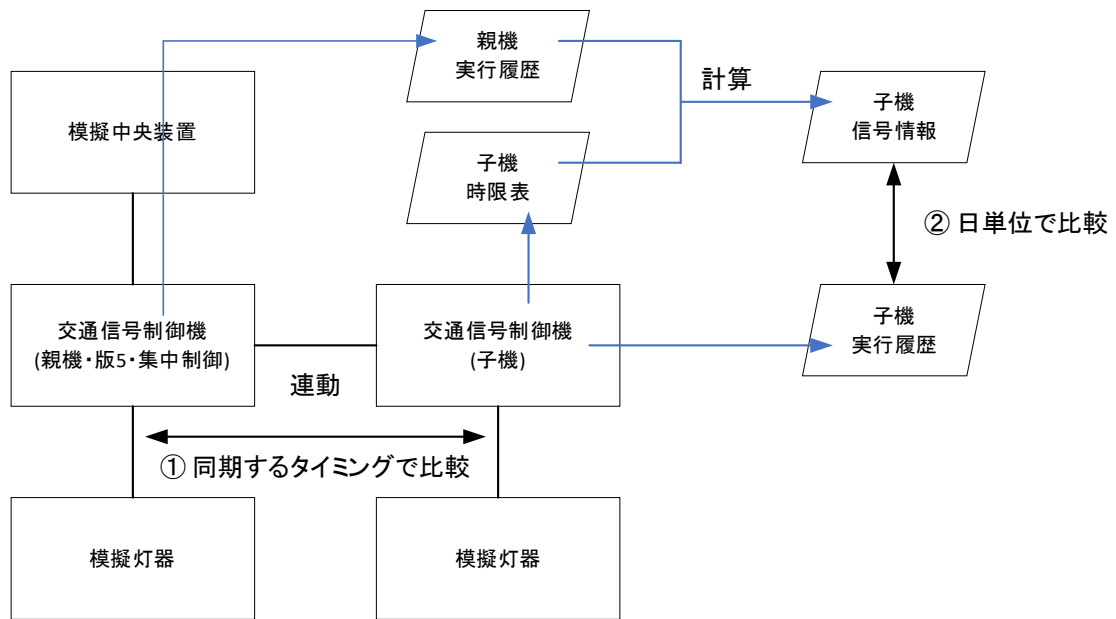 親機
実行履歴
計算
模擬中央装置
子機
時限表
子機
信号情報
② 日単位で比較
交通信号制御機
(親機・版5・集中制御)
連動
交通信号制御機
(子機)
子機
実行履歴
① 同期するタイミングで比較
模擬灯器
模擬灯器